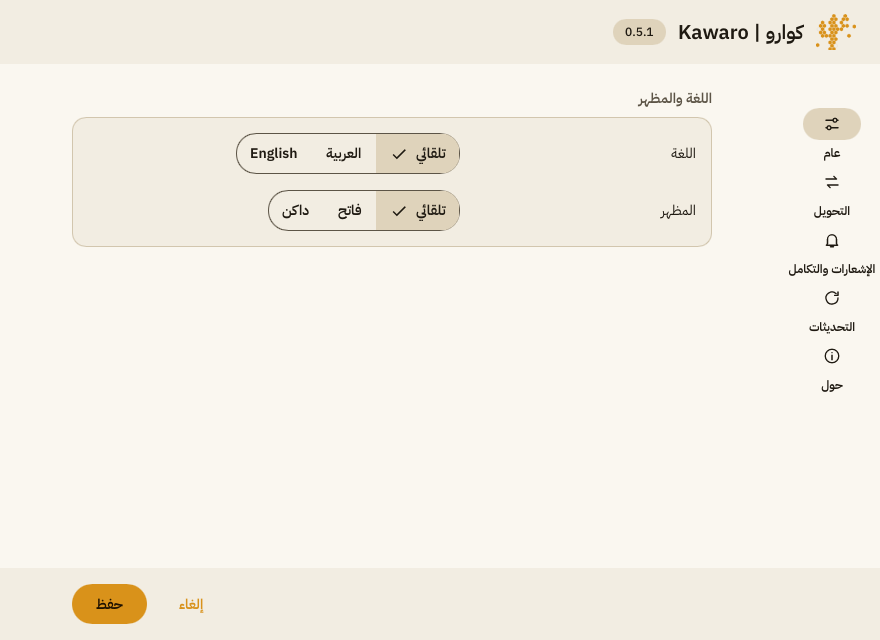 كوارو | Kawaro 0.5.1
عام
التحويل
الإشعارات والتكامل
التحديثات
حول
اللغة والمظهر
اللغة تلقائي العربية English
المظهر تلقائي فاتح داكن
إلغاء حفظ